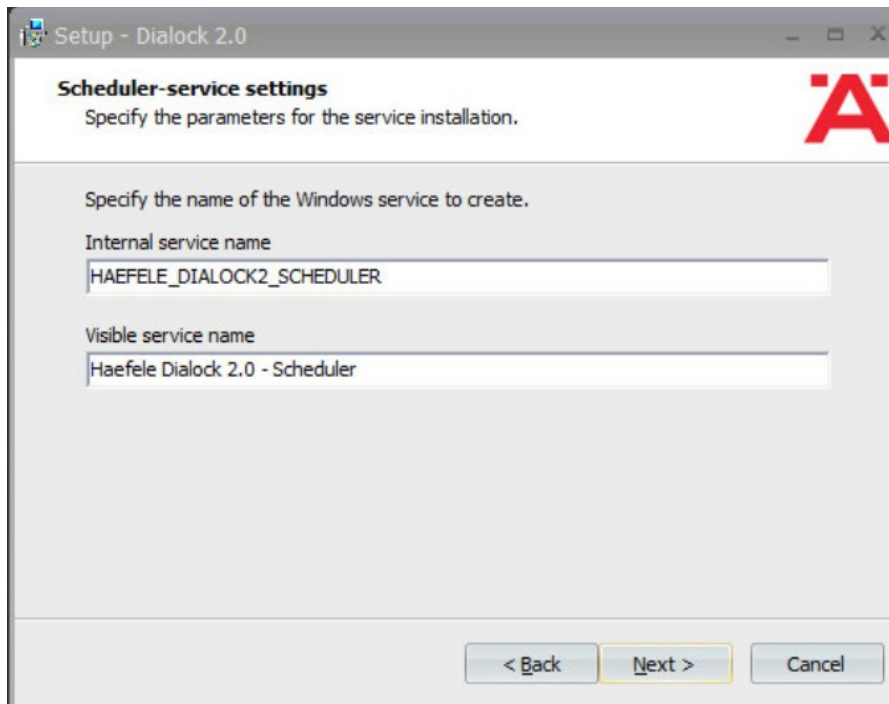 Setup - Dialock 2.0
Scheduler-service settings
Specify the parameters for the service installation.
Specify the name of the Windows service to create.
Internal service name
HAEFELE_DIALOCK2_SCHEDULER
Visible service name
Haefele Dialock 2.0 - Scheduler
< Back Next > Cancel